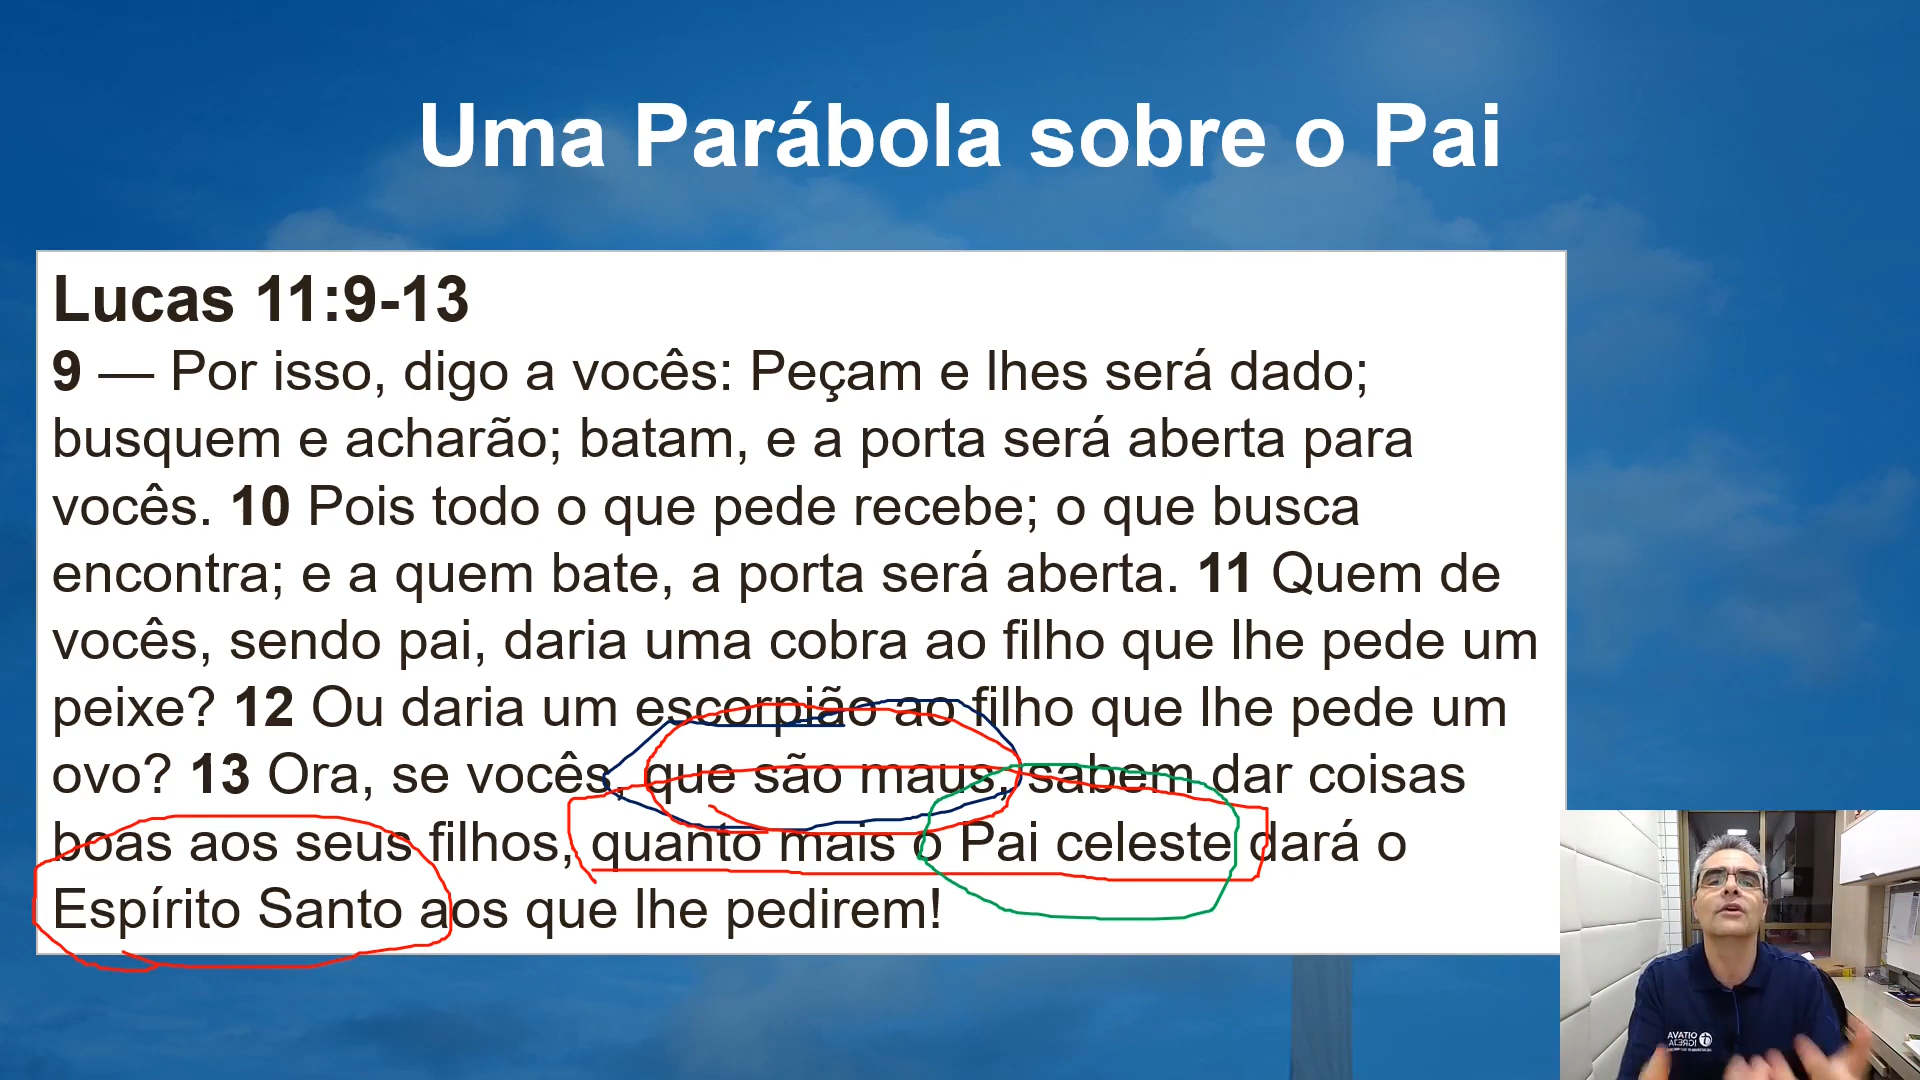 Uma Parábola sobre o Pai
Lucas 11:9-13
9 — Por isso, digo a vocês: Peçam e lhes será dado;
busquem e acharão; batam, e a porta será aberta para
vocês. 10 Pois todo o que pede recebe; o que busca
encontra; e a quem bate, a porta será aberta. 11 Quem de
vocês, sendo pai, daria uma cobra ao filho que lhe pede um
peixe? 12 Ou daria um escorpião ao filho que lhe pede um
ovo? 13 Ora, se vocês, que são maus, sabem dar coisas
boas aos seus filhos, quanto mais o Pai celeste dará o
Espírito Santo aos que lhe pedirem!
OITAVA
IGREJA